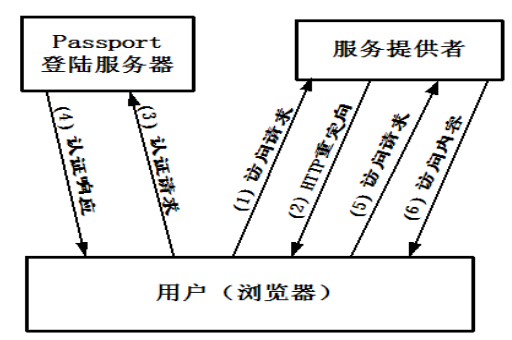 Passport
登陆服务器
服务提供者
(4) 认证响应
(3) 认证请求
(1) 访问请求
(2) HTTP重定向
(5) 访问请求
(6) 访问内容
用户（浏览器）